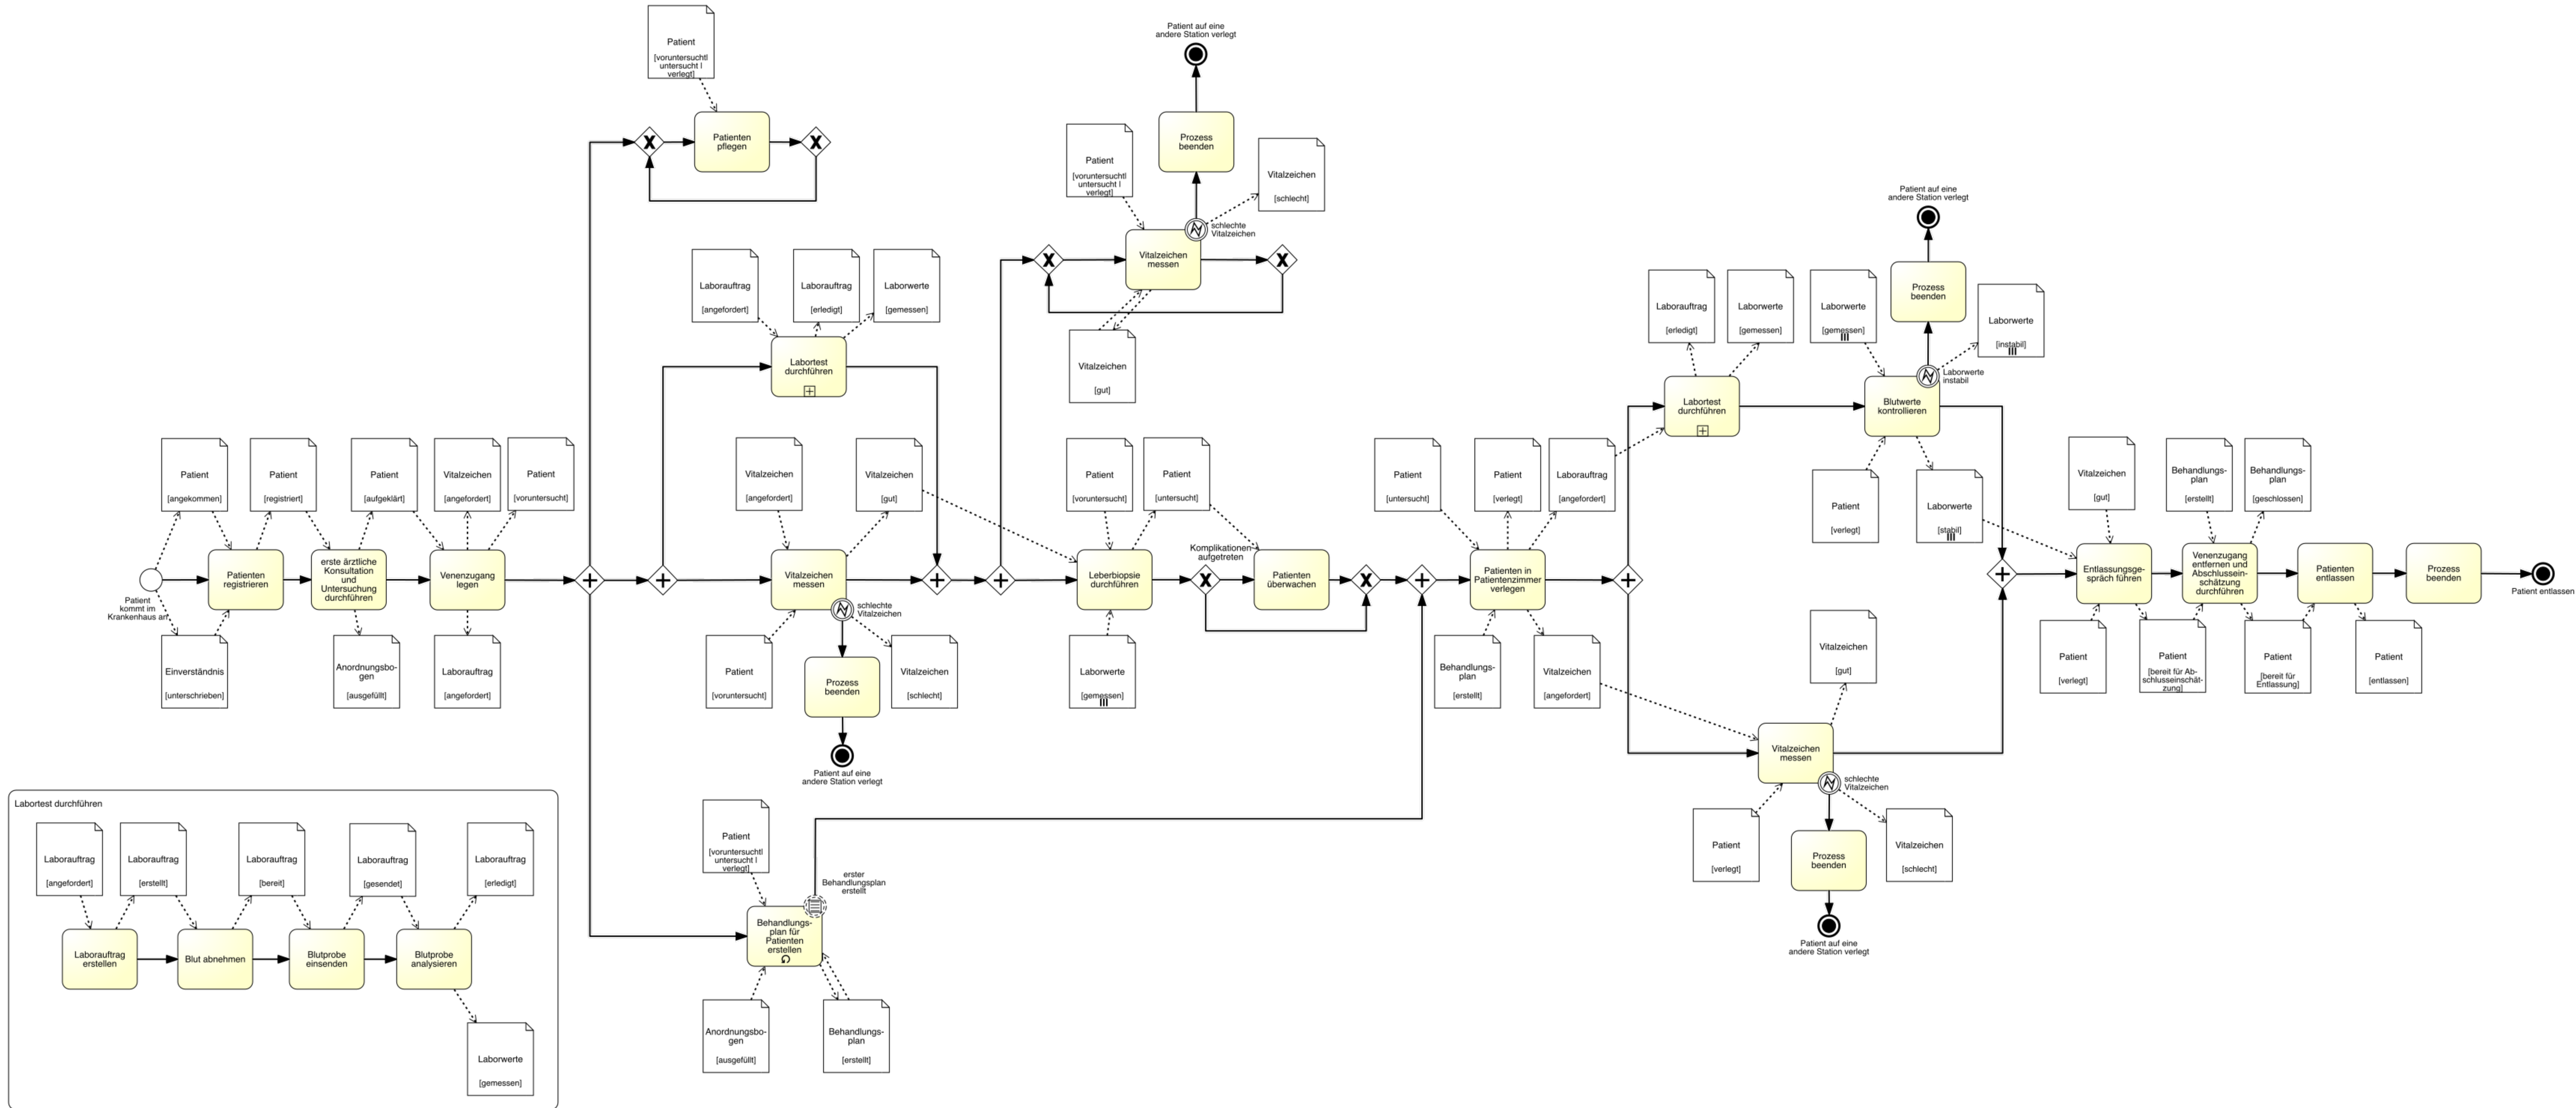 Patient
[voruntersucht|
untersucht |
verlegt]
Patienten
pflegen
Patient auf eine
andere Station verlegt
Prozess
beenden
Patient
[voruntersucht|
untersucht |
verlegt]
Vitalzeichen
[schlecht]
schlechte
Vitalzeichen
Vitalzeichen
messen
Vitalzeichen
[gut]
Laborauftrag
[angefordert]
Laborauftrag
[erledigt]
Laborwerte
[gemessen]
Labortest
durchführen
Patient auf eine
andere Station verlegt
Prozess
beenden
Laborauftrag
[erledigt]
Laborwerte
[gemessen]
Laborwerte
[gemessen]
Laborwerte
[instabil]
Laborwerte
instabil
Labortest
durchführen
Blutwerte
kontrollieren
Patient
[verlegt]
Laborwerte
[stabil]
Patient
[angekommen]
Patient
[registriert]
Patient
[aufgeklärt]
Vitalzeichen
[angefordert]
Patient
[voruntersucht]
Patient
kommt im
Krankenhaus an
Patienten
registrieren
erste ärztliche
Konsultation
und
Untersuchung
durchführen
Venenzugang
legen
Einverständnis
[unterschrieben]
Anordnungsbo-
gen
[ausgefüllt]
Laborauftrag
[angefordert]
Vitalzeichen
[angefordert]
Vitalzeichen
[gut]
Vitalzeichen
messen
schlechte
Vitalzeichen
Patient
[voruntersucht]
Prozess
beenden
Vitalzeichen
[schlecht]
Patient auf eine
andere Station verlegt
Patient
[voruntersucht]
Patient
[untersucht]
Leberbiopsie
durchführen
Laborwerte
[gemessen]
Komplikationen
aufgetreten
Patienten
überwachen
Patient
[untersucht]
Patient
[verlegt]
Laborauftrag
[angefordert]
Patienten in
Patientenzimmer
verlegen
Behandlungs-
plan
[erstellt]
Vitalzeichen
[angefordert]
Vitalzeichen
[gut]
Vitalzeichen
messen
schlechte
Vitalzeichen
Patient
[verlegt]
Prozess
beenden
Vitalzeichen
[schlecht]
Patient auf eine
andere Station verlegt
Vitalzeichen
[gut]
Behandlungs-
plan
[erstellt]
Behandlungs-
plan
[geschlossen]
Entlassungsge-
spräch führen
Venenzugang
entfernen und
Abschlussein-
schätzung
durchführen
Patienten
entlassen
Prozess
beenden
Patient entlassen
Patient
[verlegt]
Patient
[bereit für Ab-
schlusseinschät-
zung]
Patient
[bereit für
Entlassung]
Patient
[entlassen]
Labortest durchführen
Laborauftrag
[angefordert]
Laborauftrag
[erstellt]
Laborauftrag
[bereit]
Laborauftrag
[gesendet]
Laborauftrag
[erledigt]
Laborauftrag
erstellen
Blut abnehmen
Blutprobe
einsenden
Blutprobe
analysieren
Laborwerte
[gemessen]
Patient
[voruntersucht|
untersucht |
verlegt]
erster
Behandlungsplan
erstellt
Behandlungs-
plan für
Patienten
erstellen
Anordnungsbo-
gen
[ausgefüllt]
Behandlungs-
plan
[erstellt]